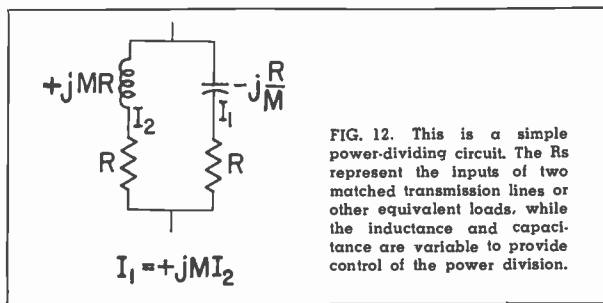 +jMR
I₂
R
-j R/M
I₁
R
I₁=+jMI₂
FIG. 12. This is a simple
power-dividing circuit. The Rs
represent the inputs of two
matched transmission lines or
other equivalent loads, while
the inductance and capaci-
tance are variable to provide
control of the power division.